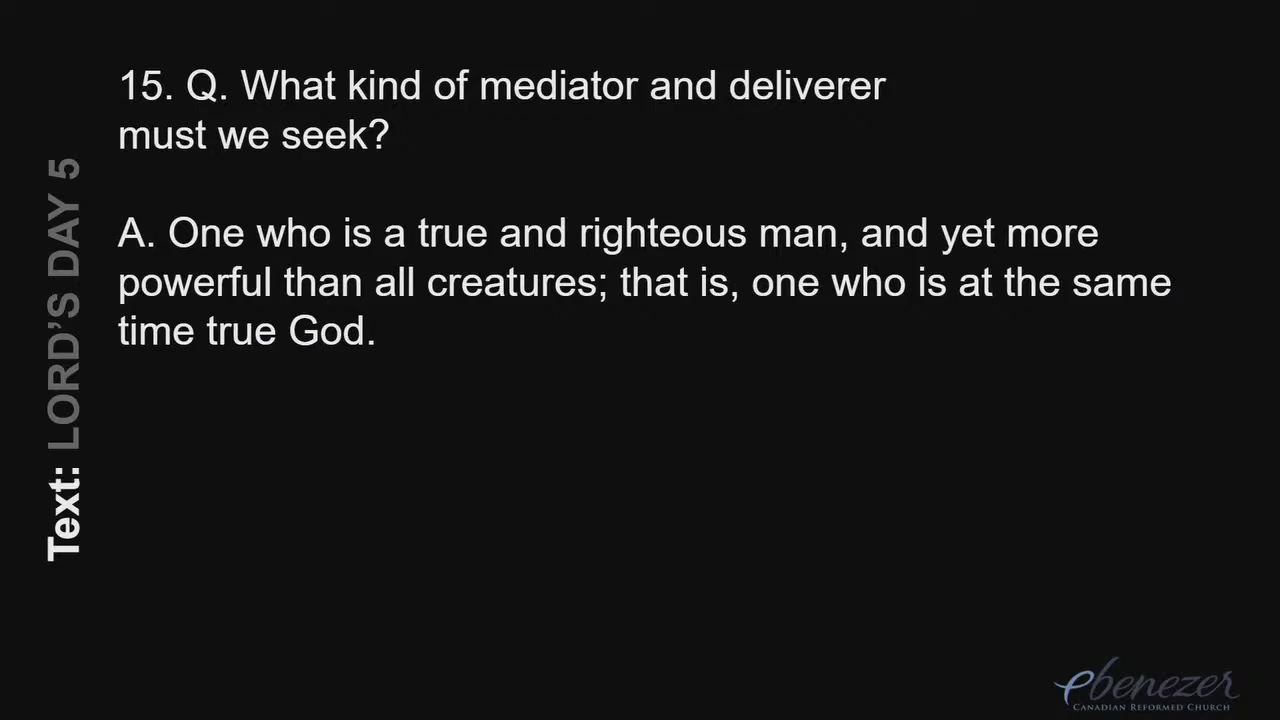 15. Q. What kind of mediator and deliverer
must we seek?
A. One who is a true and righteous man, and yet more
powerful than all creatures; that is, one who is at the same
time true God.
Text: LORD'S DAY 5
ebenezer
CANADIAN REFORMED CHURCH